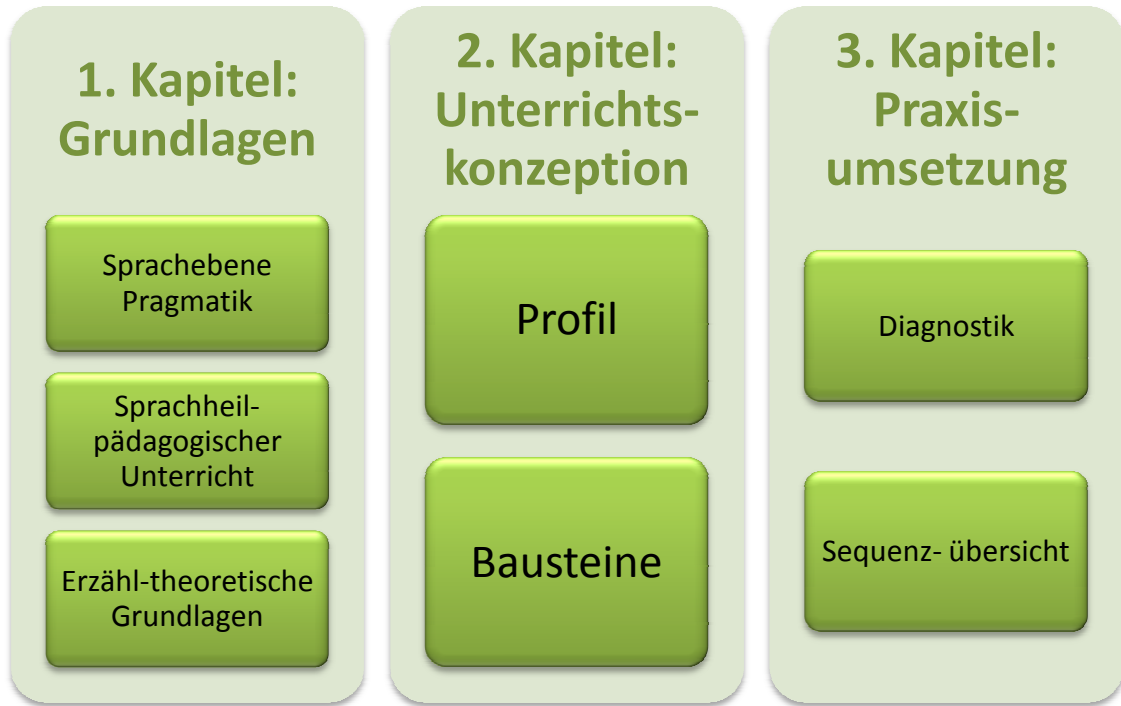 1. Kapitel:
Grundlagen
Sprachebene
Pragmatik
Sprachheil-
pädagogischer
Unterricht
Erzähl-theoretische
Grundlagen
2. Kapitel:
Unterrichts-
konzeption
Profil
Bausteine
3. Kapitel:
Praxis-
umsetzung
Diagnostik
Sequenz- übersicht